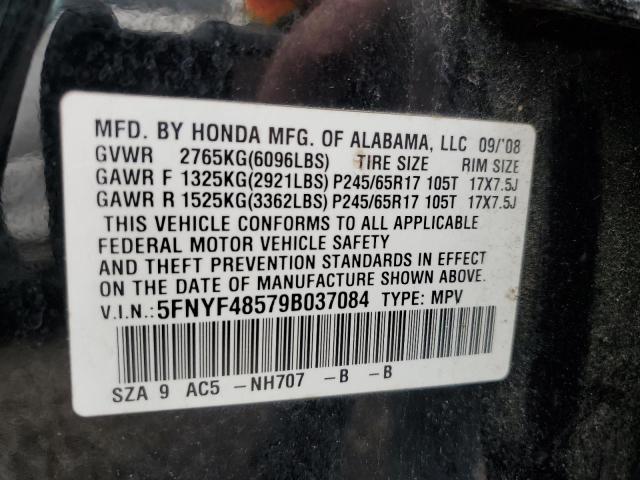 MFD. BY HONDA MFG. OF ALABAMA, LLC 09/'08
GVWR 2765KG(6096LBS) TIRE SIZE RIM SIZE
GAWR F 1325KG(2921LBS) P245/65R17 105T 17X7.5J
GAWR R 1525KG(3362LBS) P245/65R17 105T 17X7.5J
THIS VEHICLE CONFORMS TO ALL APPLICABLE
FEDERAL MOTOR VEHICLE SAFETY
AND THEFT PREVENTION STANDARDS IN EFFECT
ON THE DATE OF MANUFACTURE SHOWN ABOVE.
V.I.N.:5FNYF48579B037084 TYPE: MPV
SZA 9 AC5 -NH707 -B -B